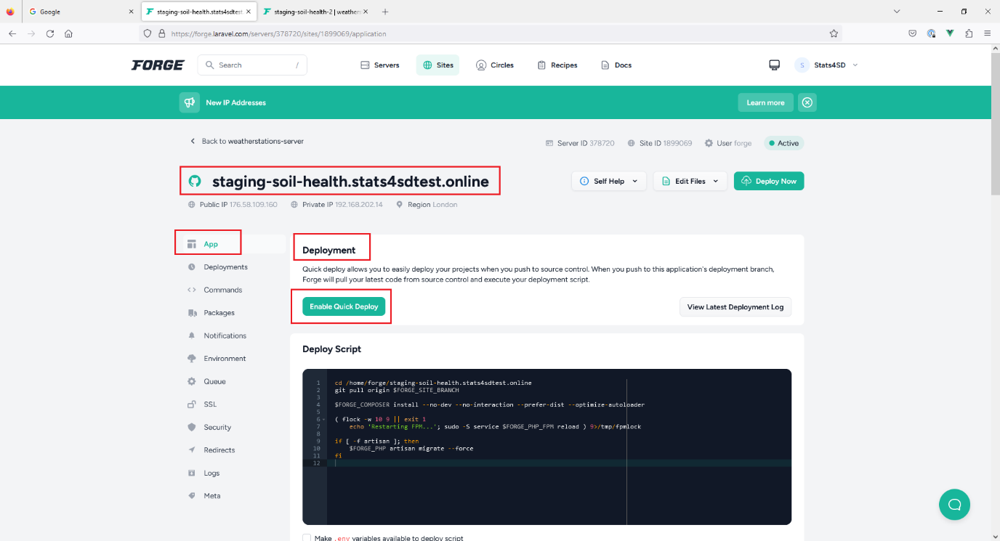 Google
staging-soil-health.stats4sdtest
staging-soil-health-2 | weathers
https://forge.laravel.com/servers/378720/sites/1899069/application
FORGE
Search /
Servers
Sites
Circles
Recipes
Docs
S
Stats4SD
New IP Addresses
Learn more
Back to weatherstations-server
Server ID 378720
Site ID 1899069
User forge
Active
staging-soil-health.stats4sdtest.online
Self Help
Edit Files
Deploy Now
Public IP 176.58.109.160
Private IP 192.168.202.14
Region London
App
Deployments
Commands
Packages
Notifications
Environment
Queue
SSL
Security
Redirects
Logs
Meta
Deployment
Quick deploy allows you to easily deploy your projects when you push to source control. When you push to this application's deployment branch,
Forge will pull your latest code from source control and execute your deployment script.
Enable Quick Deploy
View Latest Deployment Log
Deploy Script
1 cd /home/forge/staging-soil-health.stats4sdtest.online
2 git pull origin $FORGE_SITE_BRANCH
3
4 $FORGE_COMPOSER install --no-dev --no-interaction --prefer-dist --optimize-autoloader
5
6 ( flock -w 10 9 || exit 1
7 echo 'Restarting FPM...'; sudo -S service $FORGE_PHP_FPM reload ) 9>/tmp/fpmlock
8
9 if [ -f artisan ]; then
10 $FORGE_PHP artisan migrate --force
11 fi
12
Make .env variables available to deploy script